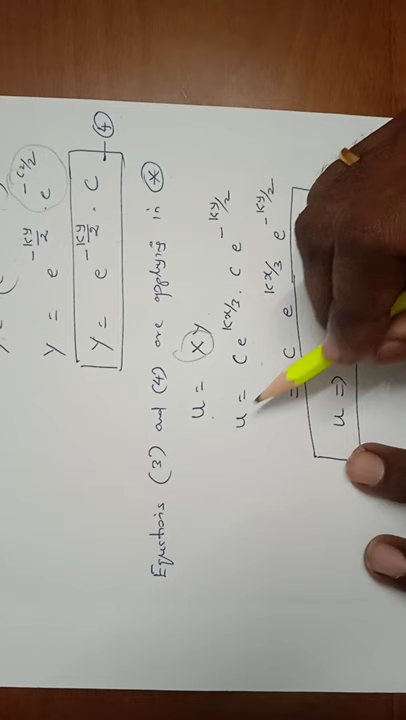 Y = e^{-ky/2} . e^{-c2/2}
Y = e^{-ky/2} . C — (4)
Equations (3) and (4) are applying in (*)
u = XY
u = C e^{kx/3} . C e^{-ky/2}
= C e^{kx/3} e^{-ky/2}
u =>